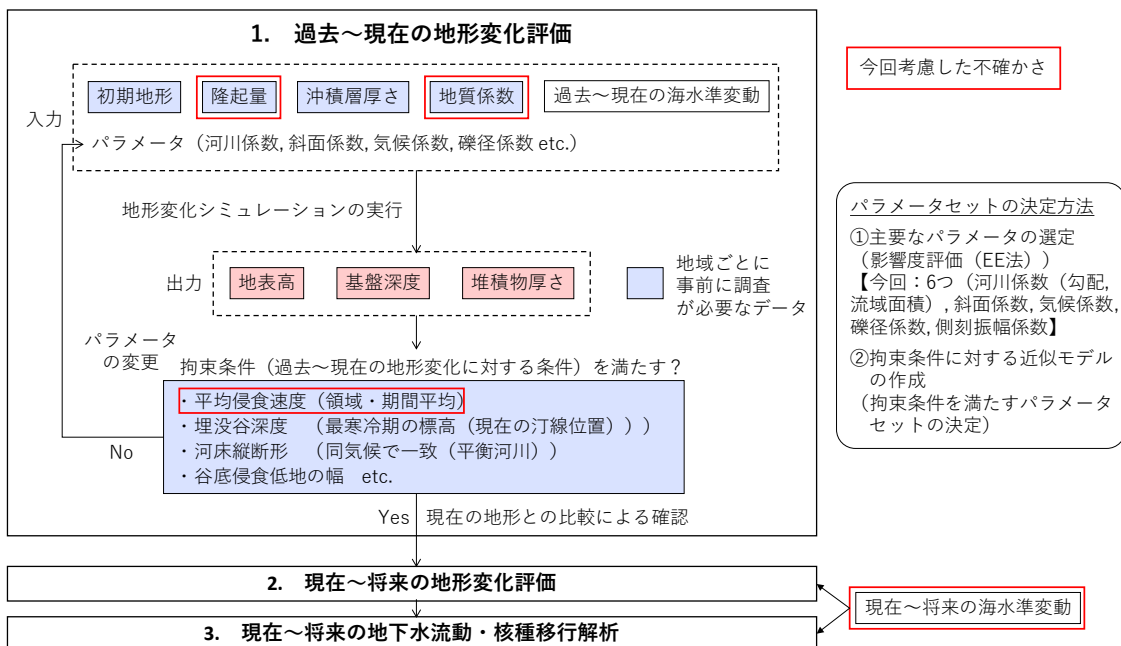 1. 過去～現在の地形変化評価
今回考慮した不確かさ
初期地形
隆起量
沖積層厚さ
地質係数
過去～現在の海水準変動
入力
パラメータ（河川係数, 斜面係数, 気候係数, 礫径係数 etc.）
地形変化シミュレーションの実行
出力
地表高
基盤深度
堆積物厚さ
地域ごとに
事前に調査
が必要なデータ
パラメータ
の変更
拘束条件（過去～現在の地形変化に対する条件）を満たす？
・平均侵食速度（領域・期間平均)
・埋没谷深度 （最寒冷期の標高（現在の汀線位置）））
・河床縦断形 （同気候で一致（平衡河川））
・谷底侵食低地の幅 etc.
No
Yes
現在の地形との比較による確認
パラメータセットの決定方法
①主要なパラメータの選定
（影響度評価（EE法））
【今回：6つ（河川係数（勾配,
流域面積）, 斜面係数, 気候係数,
礫径係数, 側刻振幅係数】
②拘束条件に対する近似モデル
の作成
（拘束条件を満たすパラメータ
セットの決定）
2. 現在～将来の地形変化評価
現在～将来の海水準変動
3. 現在～将来の地下水流動・核種移行解析